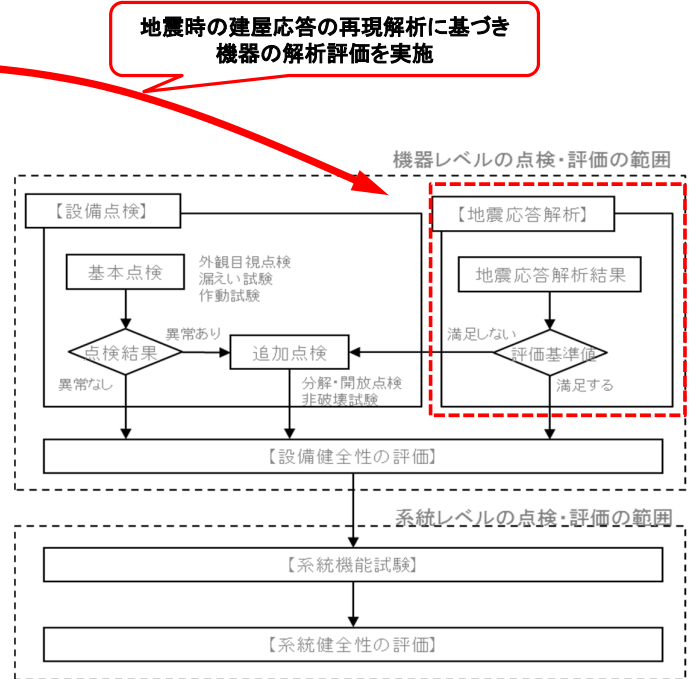 地震時の建屋応答の再現解析に基づき
機器の解析評価を実施
機器レベルの点検・評価の範囲
【設備点検】
【地震応答解析】
基本点検
外観目視点検
漏えい試験
作動試験
地震応答解析結果
点検結果
異常あり
追加点検
満足しない
評価基準値
異常なし
分解・開放点検
非破壊試験
満足する
【設備健全性の評価】
系統レベルの点検・評価の範囲
【系統機能試験】
【系統健全性の評価】